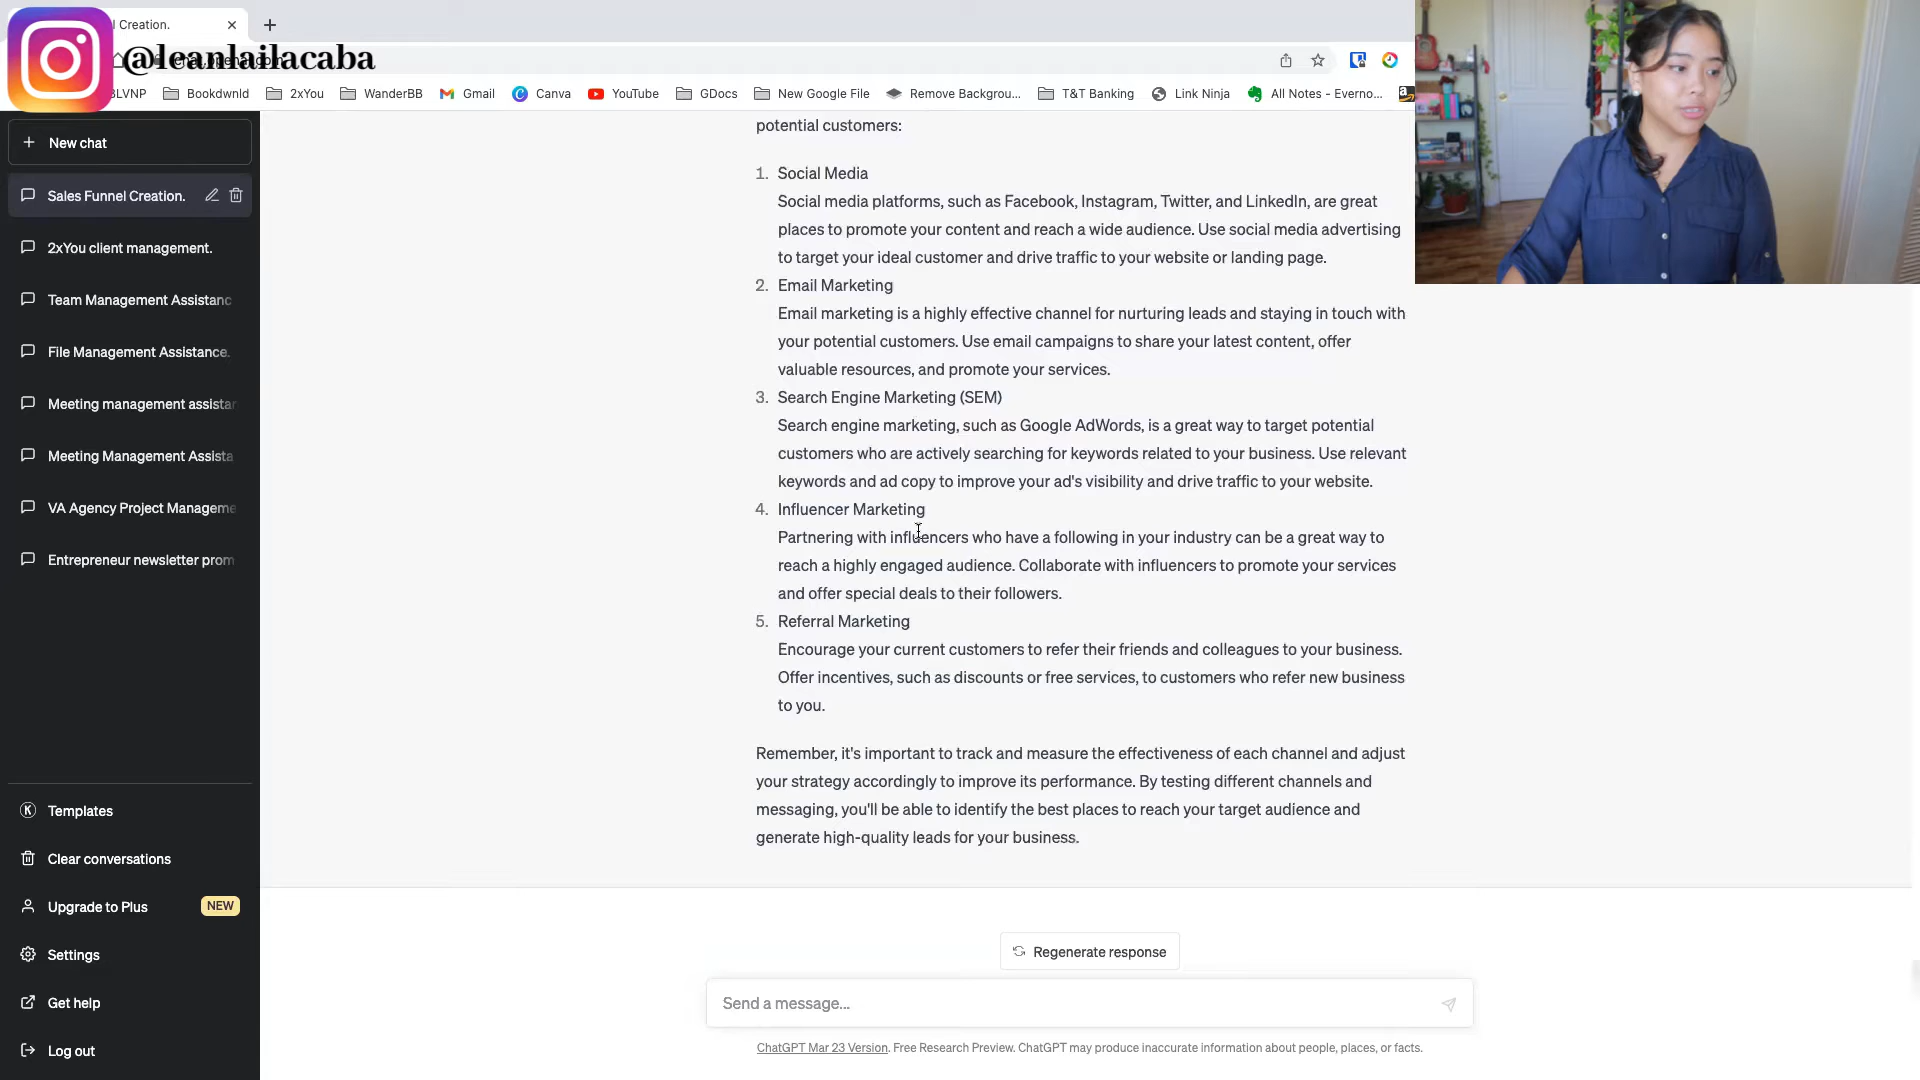 l Creation.
@leanlailacaba
BLVNP
Bookdwnld
2xYou
WanderBB
Gmail
Canva
YouTube
GDocs
New Google File
Remove Backgrou...
T&T Banking
Link Ninja
All Notes - Everno...
New chat
Sales Funnel Creation.
2xYou client management.
Team Management Assistanc
File Management Assistance.
Meeting management assistan
Meeting Management Assista
VA Agency Project Manageme
Entrepreneur newsletter prom
Templates
Clear conversations
Upgrade to Plus NEW
Settings
Get help
Log out
potential customers:
1. Social Media
Social media platforms, such as Facebook, Instagram, Twitter, and LinkedIn, are great
places to promote your content and reach a wide audience. Use social media advertising
to target your ideal customer and drive traffic to your website or landing page.
2. Email Marketing
Email marketing is a highly effective channel for nurturing leads and staying in touch with
your potential customers. Use email campaigns to share your latest content, offer
valuable resources, and promote your services.
3. Search Engine Marketing (SEM)
Search engine marketing, such as Google AdWords, is a great way to target potential
customers who are actively searching for keywords related to your business. Use relevant
keywords and ad copy to improve your ad's visibility and drive traffic to your website.
4. Influencer Marketing
Partnering with influencers who have a following in your industry can be a great way to
reach a highly engaged audience. Collaborate with influencers to promote your services
and offer special deals to their followers.
5. Referral Marketing
Encourage your current customers to refer their friends and colleagues to your business.
Offer incentives, such as discounts or free services, to customers who refer new business
to you.
Remember, it's important to track and measure the effectiveness of each channel and adjust
your strategy accordingly to improve its performance. By testing different channels and
messaging, you'll be able to identify the best places to reach your target audience and
generate high-quality leads for your business.
Regenerate response
Send a message...
ChatGPT Mar 23 Version. Free Research Preview. ChatGPT may produce inaccurate information about people, places, or facts.